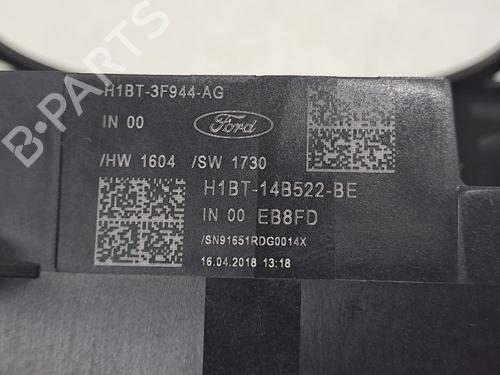 H1BT-3F944-AG
IN 00
Ford
/HW 1604 /SW 1730
H1BT-14B522-BE
IN 00 EB8FD
/SN91651RDG0014X
16.04.2018 13:18
B-PARTS